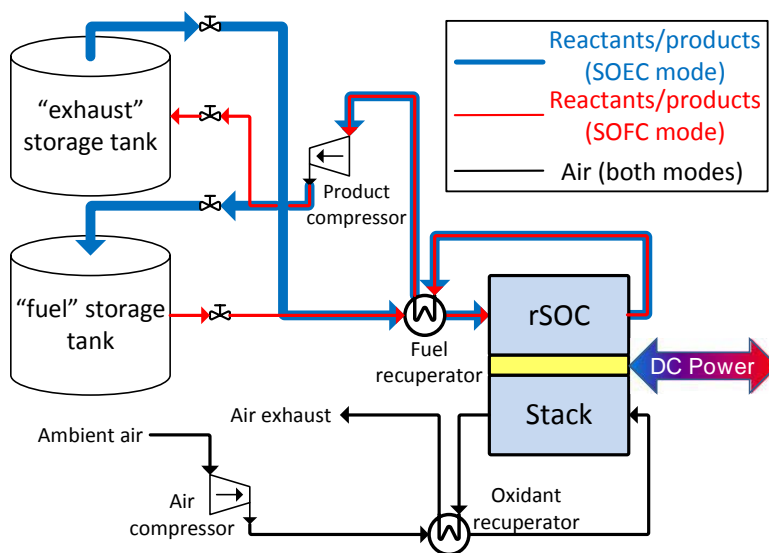 Reactants/products
(SOEC mode)
Reactants/products
(SOFC mode)
Air (both modes)
“exhaust”
storage tank
Product
compressor
“fuel” storage
tank
rSOC
Fuel
recuperator
DC Power
Stack
Air exhaust
Ambient air
Air
compressor
Oxidant
recuperator